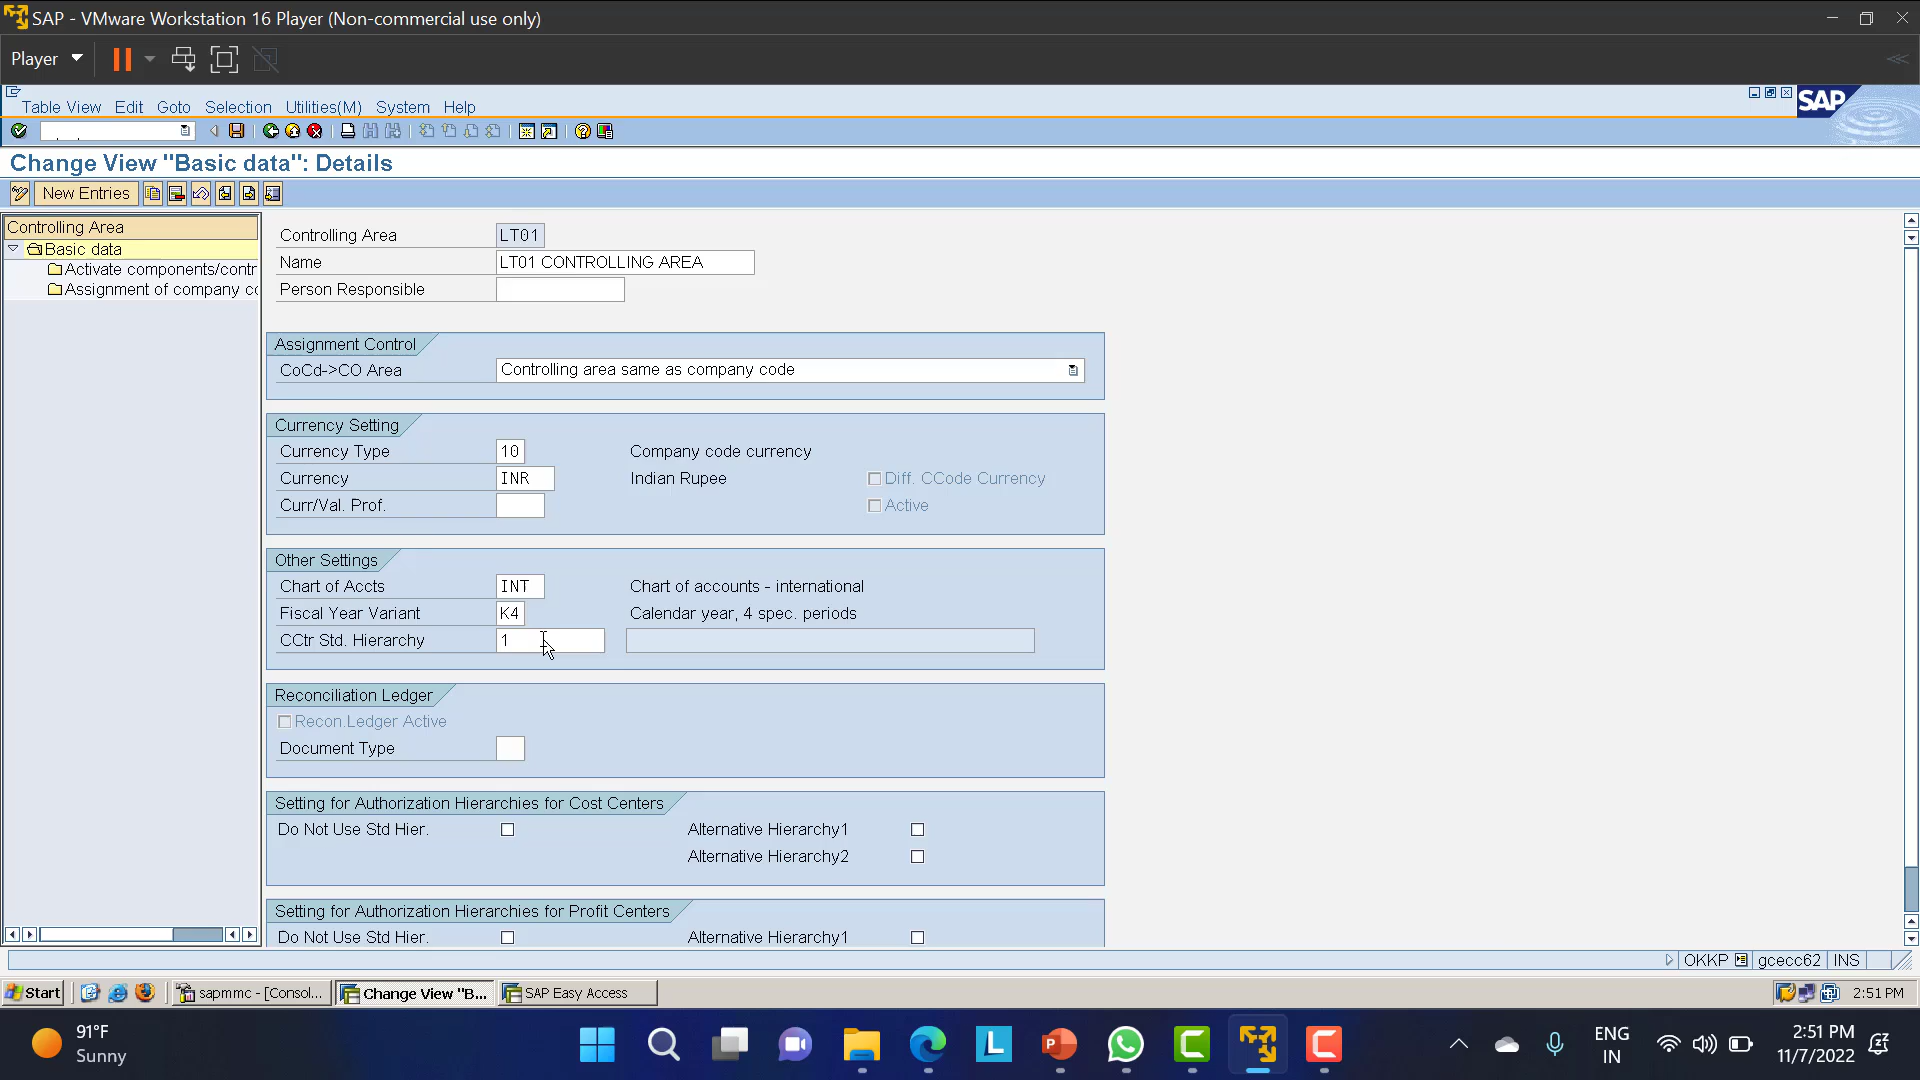 SAP - VMware Workstation 16 Player (Non-commercial use only)
Player
Table View Edit Goto Selection Utilities(M) System Help
SAP
Change View "Basic data": Details
New Entries
Controlling Area
Basic data
Activate components/contr
Assignment of company co
Controlling Area LT01
Name LT01 CONTROLLING AREA
Person Responsible
Assignment Control
CoCd->CO Area Controlling area same as company code
Currency Setting
Currency Type 10 Company code currency
Currency INR Indian Rupee Diff. CCode Currency
Curr/Val. Prof. Active
Other Settings
Chart of Accts INT Chart of accounts - international
Fiscal Year Variant K4 Calendar year, 4 spec. periods
CCtr Std. Hierarchy 1
Reconciliation Ledger
Recon.Ledger Active
Document Type
Setting for Authorization Hierarchies for Cost Centers
Do Not Use Std Hier. Alternative Hierarchy1
Alternative Hierarchy2
Setting for Authorization Hierarchies for Profit Centers
Do Not Use Std Hier. Alternative Hierarchy1
OKKP gcecc62 INS
Start sapmmc - [Consol... Change View "B... SAP Easy Access 2:51 PM
91°F
Sunny
ENG
IN
2:51 PM
11/7/2022